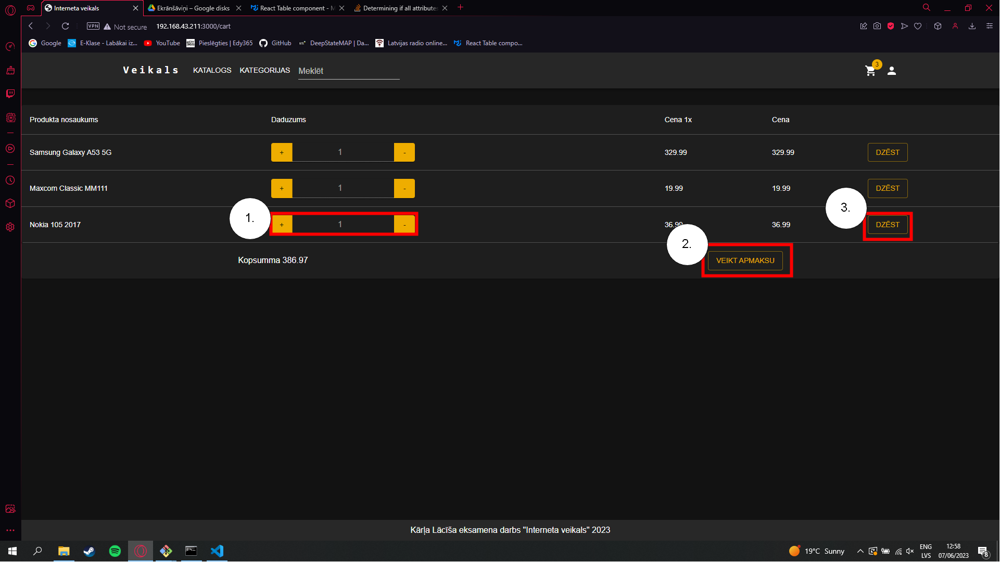 Interneta veikals
Ekrānšāviņi – Google disks
React Table component - M
Determining if all attributes
VPN
Not secure
192.168.43.211:3000/cart
Google
E-Klase - Labākai iz...
YouTube
Pieslēgties | Edy365
GitHub
DeepStateMAP | Da...
Latvijas radio online...
React Table compo...
Veikals
KATALOGS
KATEGORIJAS
Meklēt
3
Produkta nosaukums
Daduzums
Cena 1x
Cena
Samsung Galaxy A53 5G
+
1
-
329.99
329.99
DZĒST
Maxcom Classic MM111
+
1
-
19.99
19.99
DZĒST
Nokia 105 2017
1.
+
1
-
36.99
36.99
3.
DZĒST
Kopsumma 386.97
2.
VEIKT APMAKSU
Kārļa Lācīša eksamena darbs "Interneta veikals" 2023
19°C Sunny
ENG
LVS
12:58
07/06/2023
8